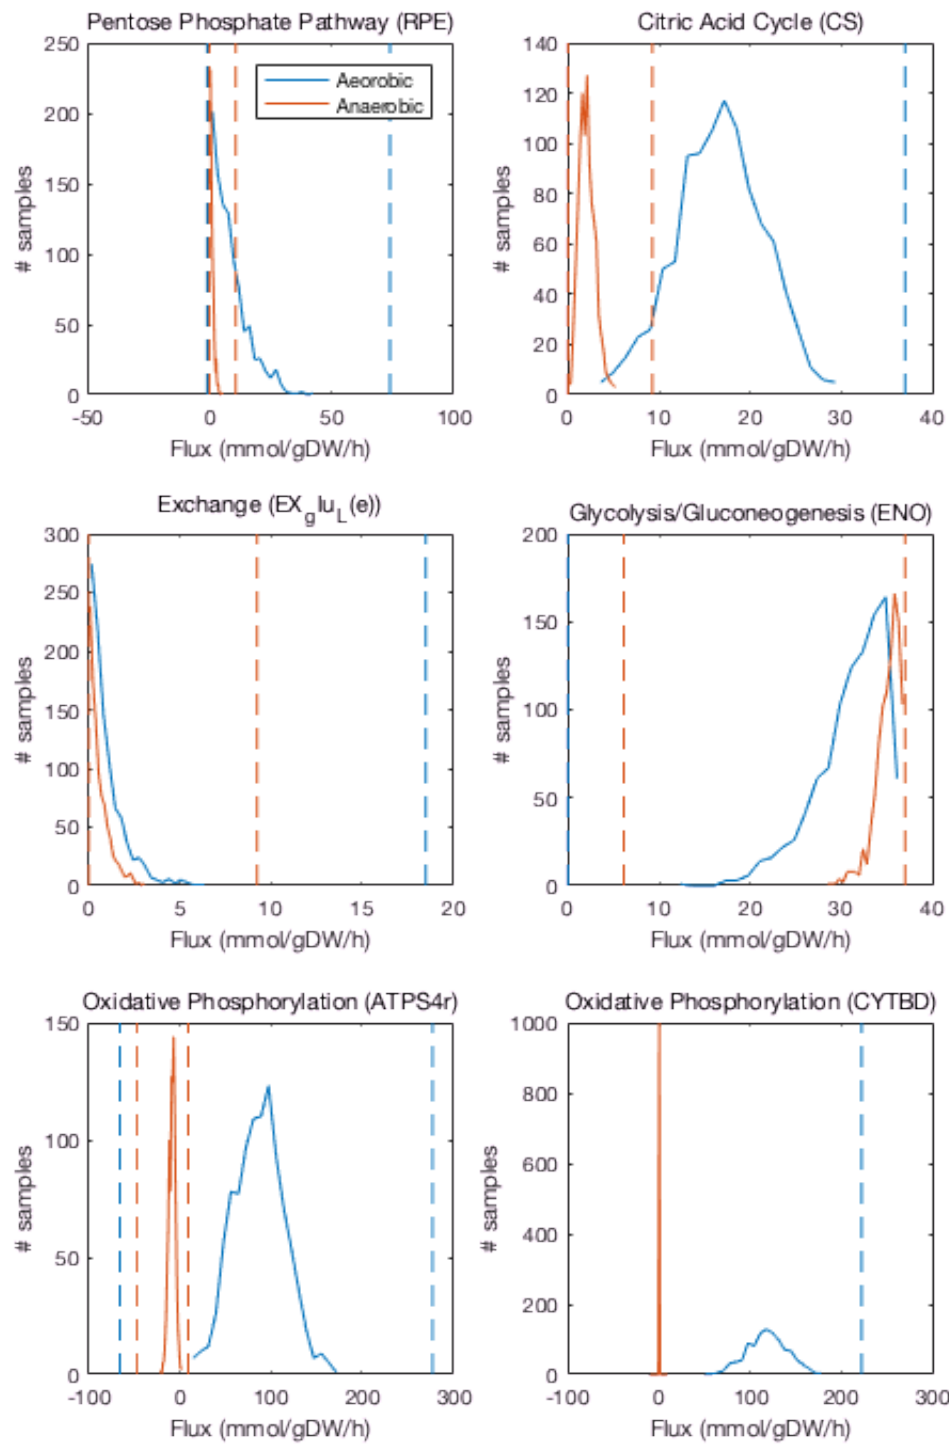 Pentose Phosphate Pathway (RPE)
250
200
150
100
50
0
-50 0 50 100
# samples
Flux (mmol/gDW/h)
Aeorobic
Anaerobic
Citric Acid Cycle (CS)
140
120
100
80
60
40
20
0
0 10 20 30 40
# samples
Flux (mmol/gDW/h)
Exchange (EX_glu_L(e))
300
250
200
150
100
50
0
0 5 10 15 20
# samples
Flux (mmol/gDW/h)
Glycolysis/Gluconeogenesis (ENO)
200
150
100
50
0
0 10 20 30 40
# samples
Flux (mmol/gDW/h)
Oxidative Phosphorylation (ATPS4r)
150
100
50
0
-100 0 100 200 300
# samples
Flux (mmol/gDW/h)
Oxidative Phosphorylation (CYTBD)
1000
800
600
400
200
0
-100 0 100 200 300
# samples
Flux (mmol/gDW/h)